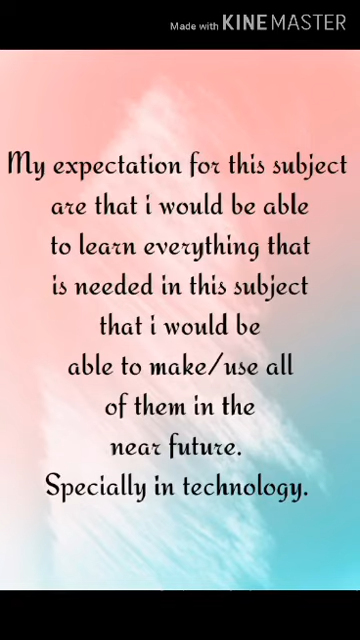 Made with KINEMASTER
My expectation for this subject
are that i would be able
to learn everything that
is needed in this subject
that i would be
able to make/use all
of them in the
near future.
Specially in technology.